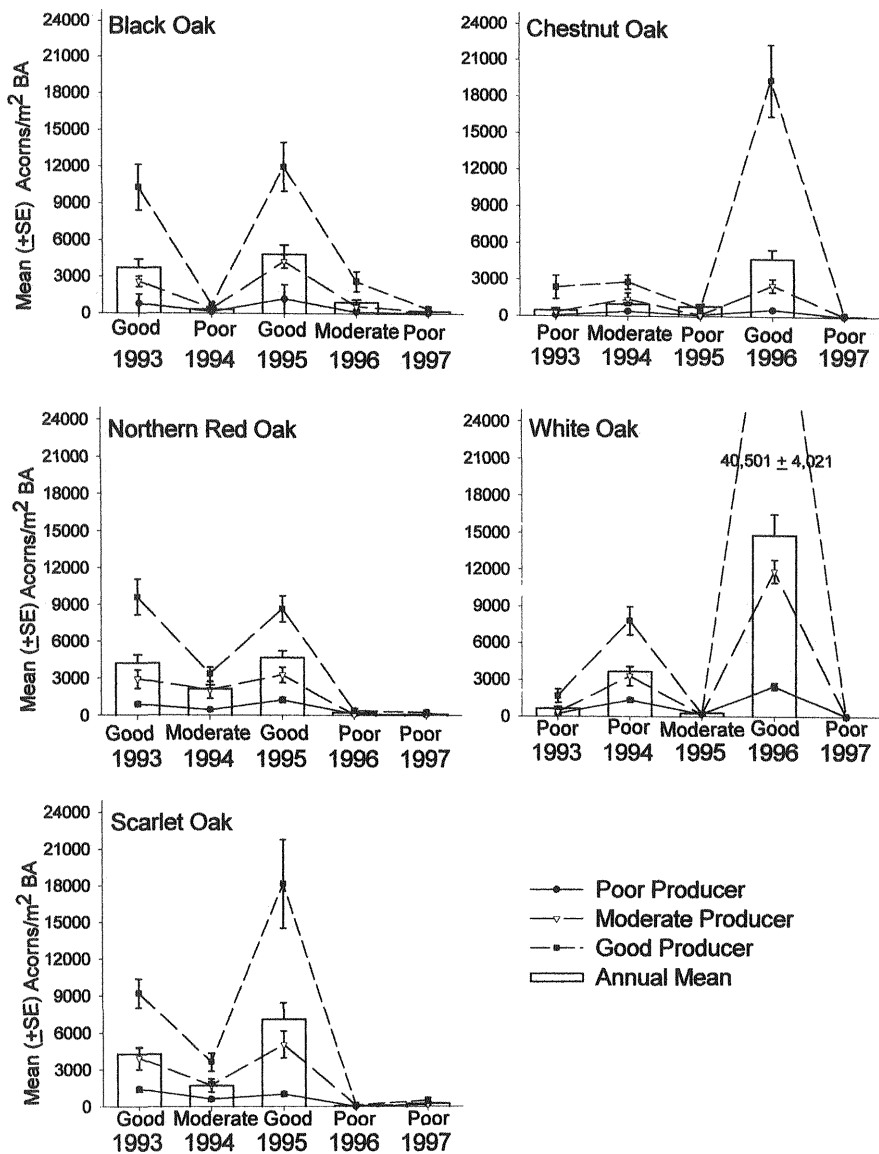 Black Oak
Mean (±SE) Acorns/m² BA
24000
21000
18000
15000
12000
9000
6000
3000
0
Good Poor Good Moderate Poor
1993 1994 1995 1996 1997
Chestnut Oak
24000
21000
18000
15000
12000
9000
6000
3000
0
Poor Moderate Poor Good Poor
1993 1994 1995 1996 1997
Northern Red Oak
Mean (±SE) Acorns/m² BA
24000
21000
18000
15000
12000
9000
6000
3000
0
Good Moderate Good Poor Poor
1993 1994 1995 1996 1997
White Oak
40,501 ± 4,021
24000
21000
18000
15000
12000
9000
6000
3000
0
Poor Poor Moderate Good Poor
1993 1994 1995 1996 1997
Scarlet Oak
Mean (±SE) Acorns/m² BA
24000
21000
18000
15000
12000
9000
6000
3000
0
Good Moderate Good Poor Poor
1993 1994 1995 1996 1997
Poor Producer
Moderate Producer
Good Producer
Annual Mean